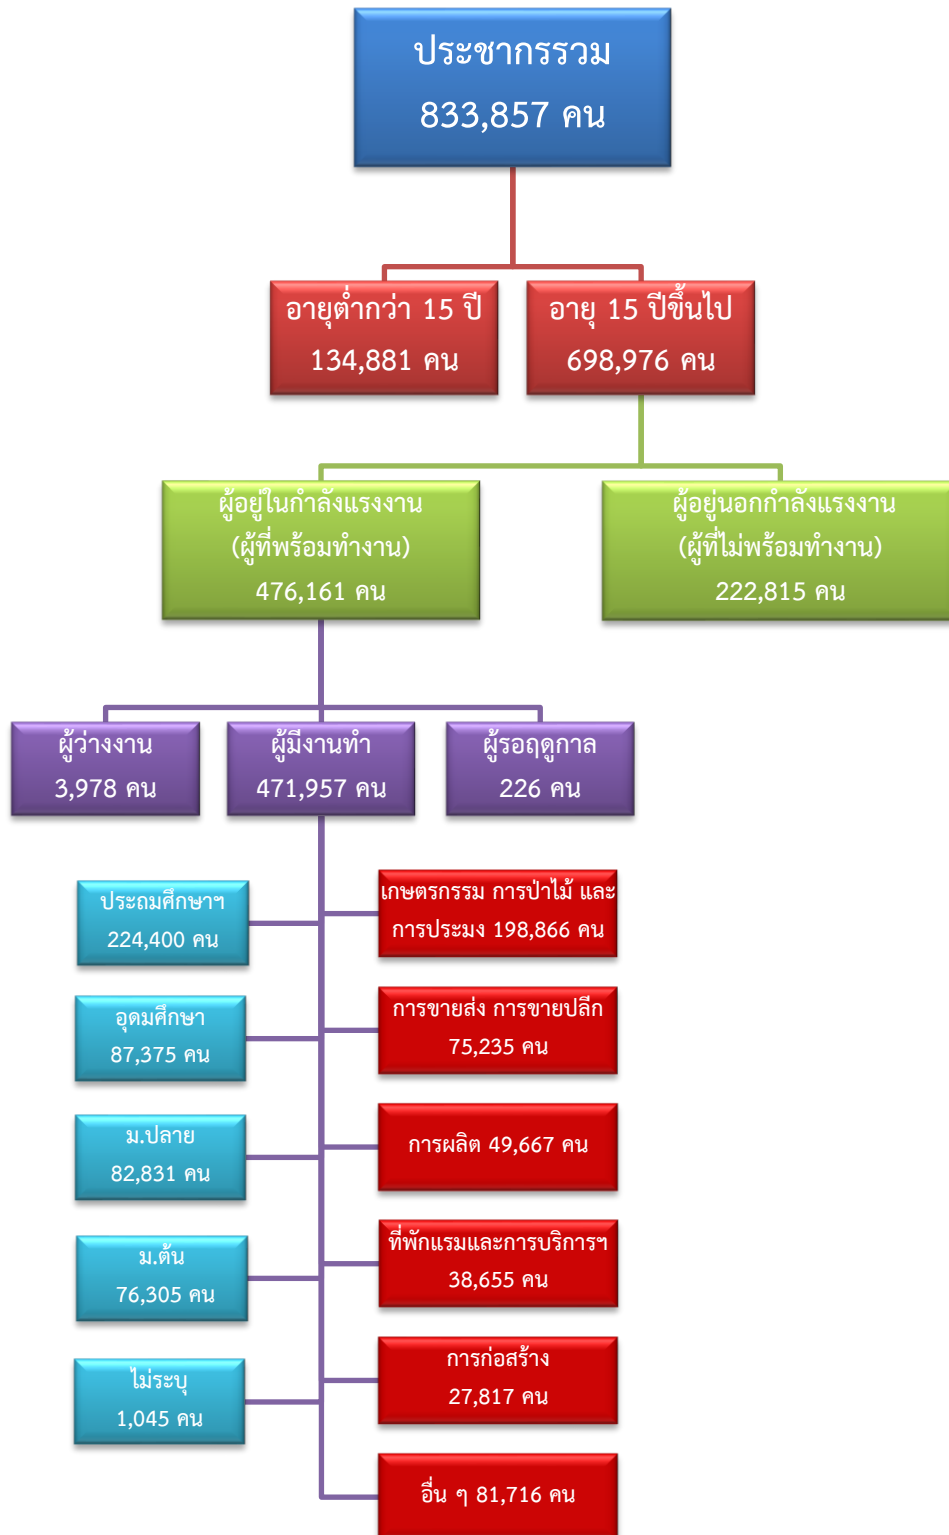 ประชากรรวม
833,857 คน
อายุต่ำกว่า 15 ปี
134,881 คน
อายุ 15 ปีขึ้นไป
698,976 คน
ผู้อยู่ในกำลังแรงงาน
(ผู้ที่พร้อมทำงาน)
476,161 คน
ผู้อยู่นอกกำลังแรงงาน
(ผู้ที่ไม่พร้อมทำงาน)
222,815 คน
ผู้ว่างงาน
3,978 คน
ผู้มีงานทำ
471,957 คน
ผู้รอฤดูกาล
226 คน
ประถมศึกษาฯ
224,400 คน
อุดมศึกษา
87,375 คน
ม.ปลาย
82,831 คน
ม.ต้น
76,305 คน
ไม่ระบุ
1,045 คน
เกษตรกรรม การป่าไม้ และ
การประมง 198,866 คน
การขายส่ง การขายปลีก
75,235 คน
การผลิต 49,667 คน
ที่พักแรมและการบริการฯ
38,655 คน
การก่อสร้าง
27,817 คน
อื่น ๆ 81,716 คน